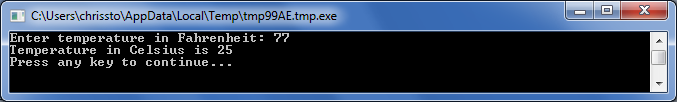 C:\Users\chrissto\AppData\Local\Temp\tmp99AE.tmp.exe
Enter temperature in Fahrenheit: 77
Temperature in Celsius is 25
Press any key to continue...